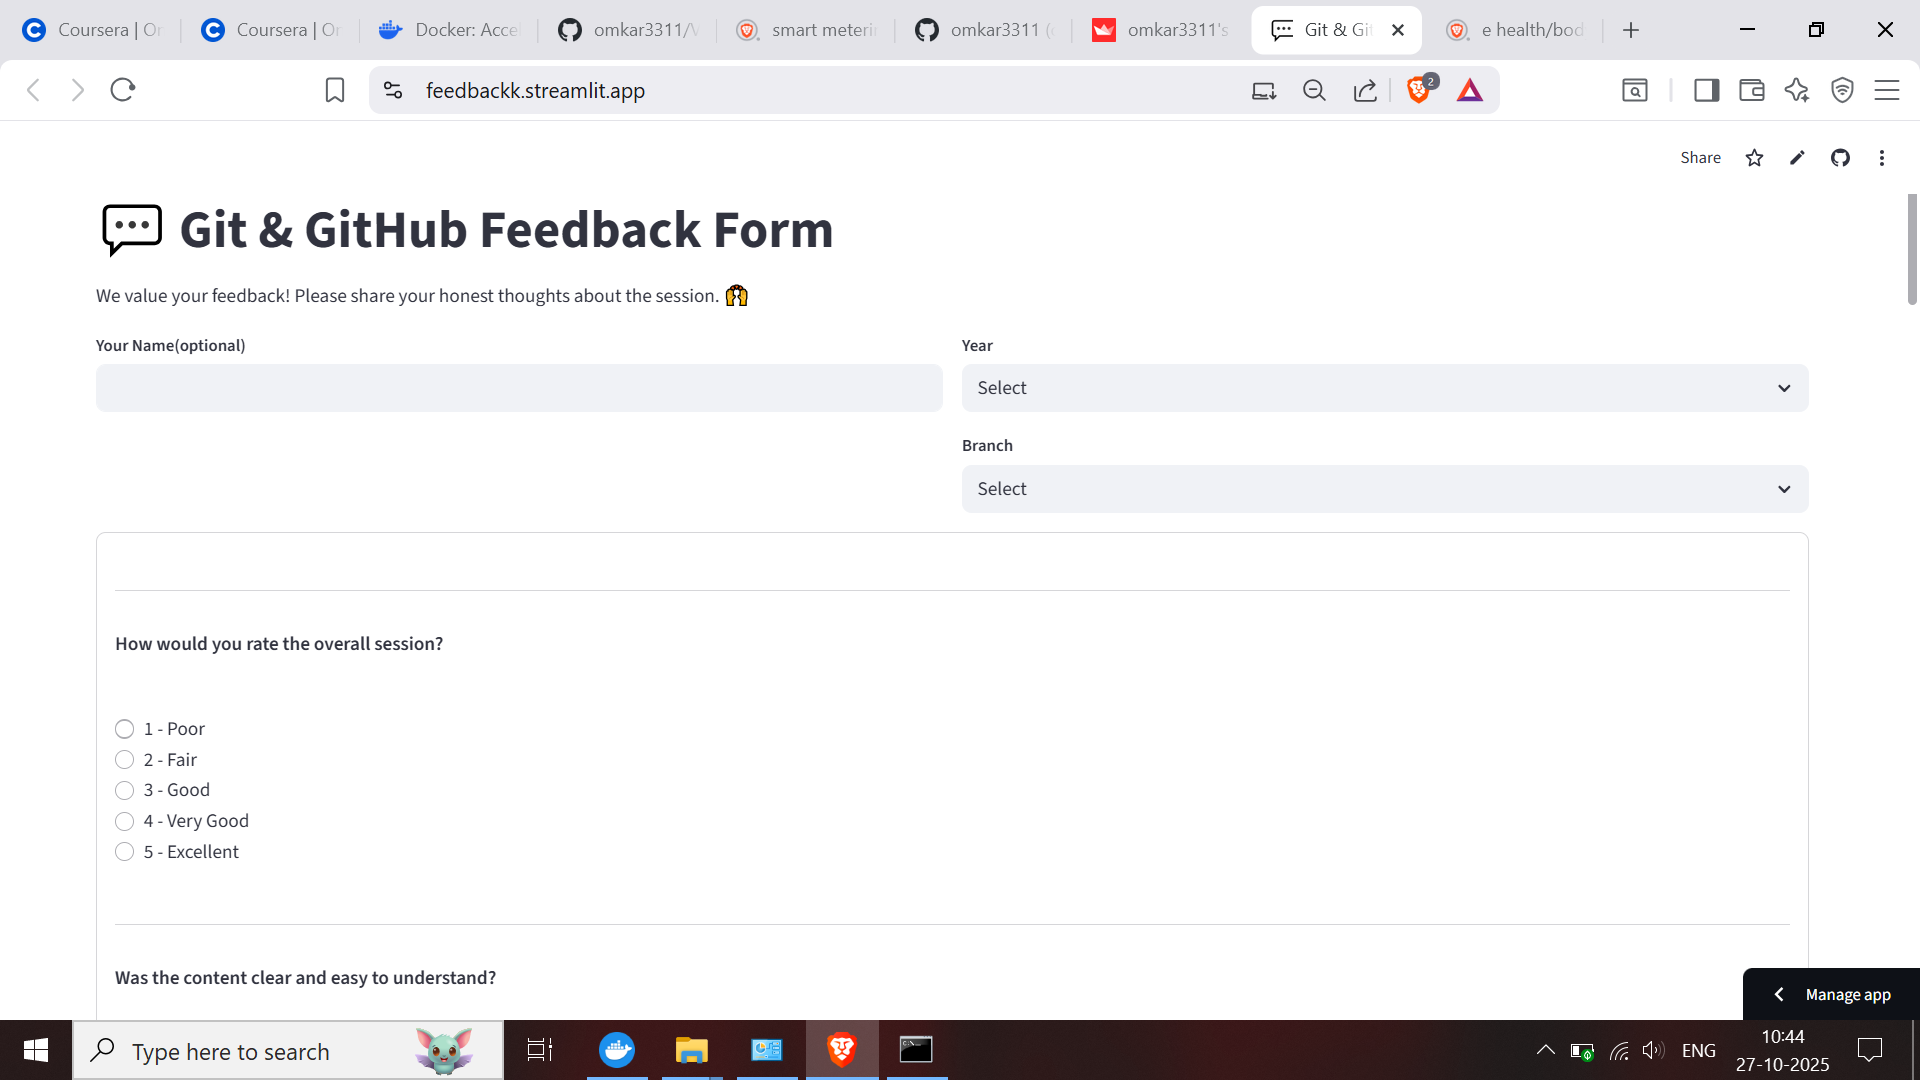 Coursera | Or
Coursera | Or
Docker: Accel
omkar3311/V
smart meterin
omkar3311 (
omkar3311's
Git & Git
e health/bod
feedbackk.streamlit.app
2
Share
Git & GitHub Feedback Form
We value your feedback! Please share your honest thoughts about the session.
Your Name(optional)
Year
Select
Branch
Select
How would you rate the overall session?
1 - Poor
2 - Fair
3 - Good
4 - Very Good
5 - Excellent
Was the content clear and easy to understand?
Manage app
Type here to search
ENG
10:44
27-10-2025